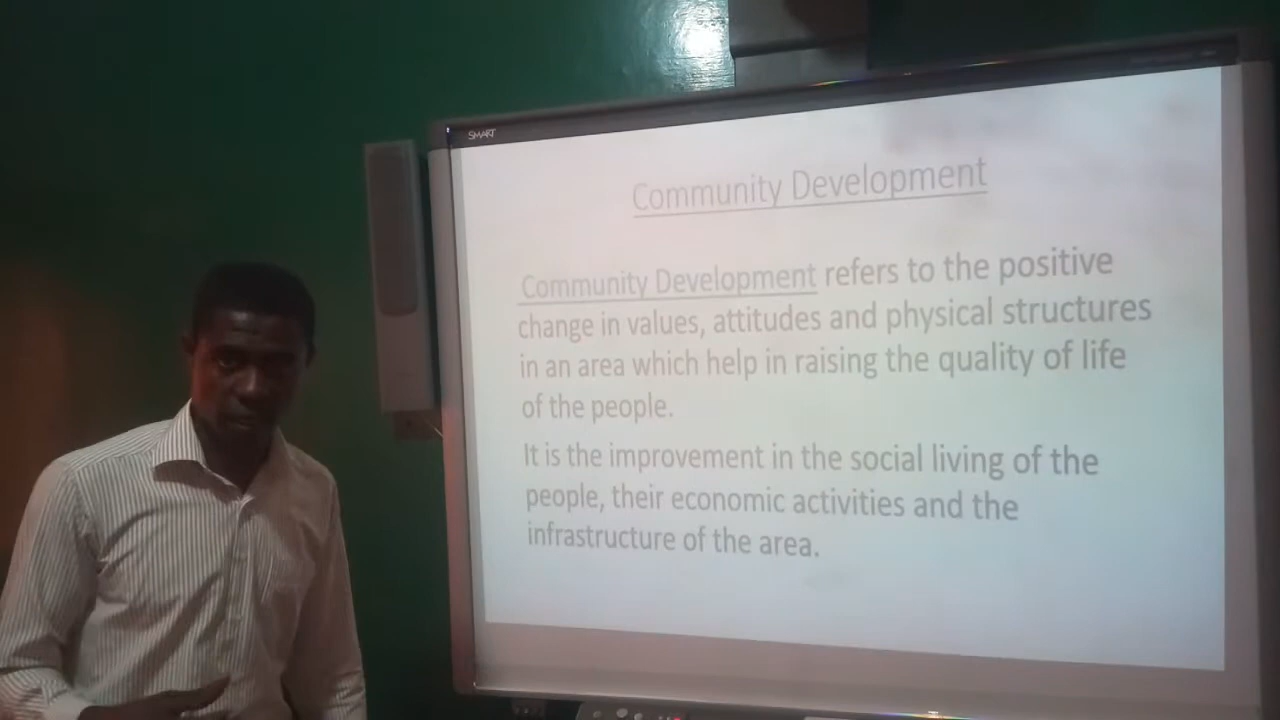 SMART
Community Development
Community Development refers to the positive
change in values, attitudes and physical structures
in an area which help in raising the quality of life
of the people.
It is the improvement in the social living of the
people, their economic activities and the
infrastructure of the area.